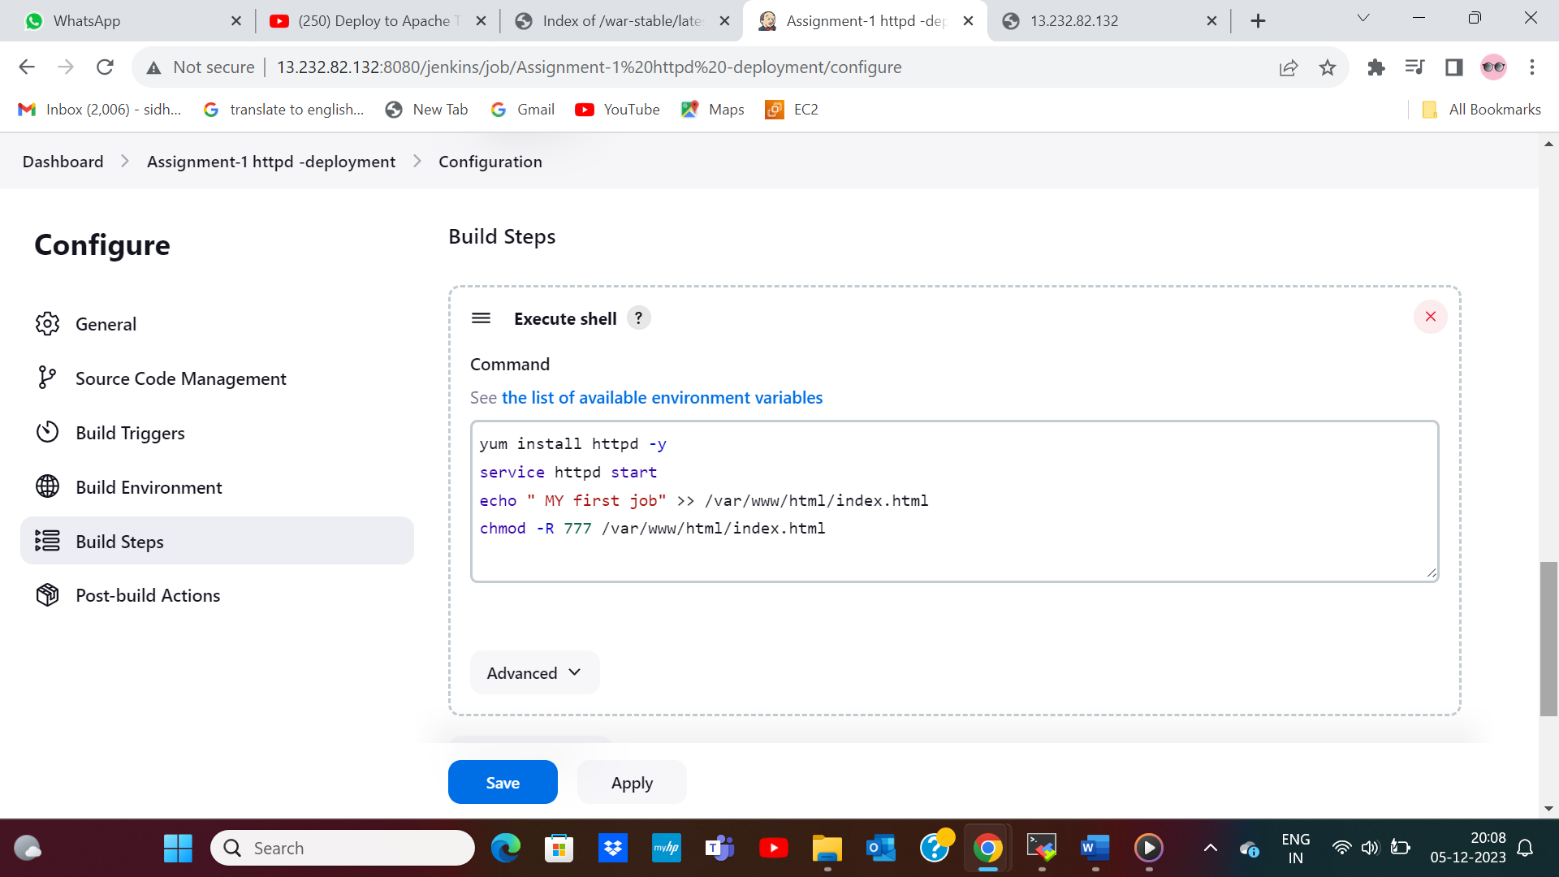 WhatsApp
(250) Deploy to Apache T
Index of /war-stable/late
Assignment-1 httpd -dep
13.232.82.132
Not secure
13.232.82.132:8080/jenkins/job/Assignment-1%20httpd%20-deployment/configure
Inbox (2,006) - sidh...
translate to english...
New Tab
Gmail
YouTube
Maps
EC2
All Bookmarks
Dashboard
Assignment-1 httpd -deployment
Configuration
Configure
General
Source Code Management
Build Triggers
Build Environment
Build Steps
Post-build Actions
Build Steps
Execute shell ?
Command
See the list of available environment variables
yum install httpd -y
service httpd start
echo " MY first job" >> /var/www/html/index.html
chmod -R 777 /var/www/html/index.html
Advanced
Save
Apply
Search
myhp
ENG
IN
20:08
05-12-2023